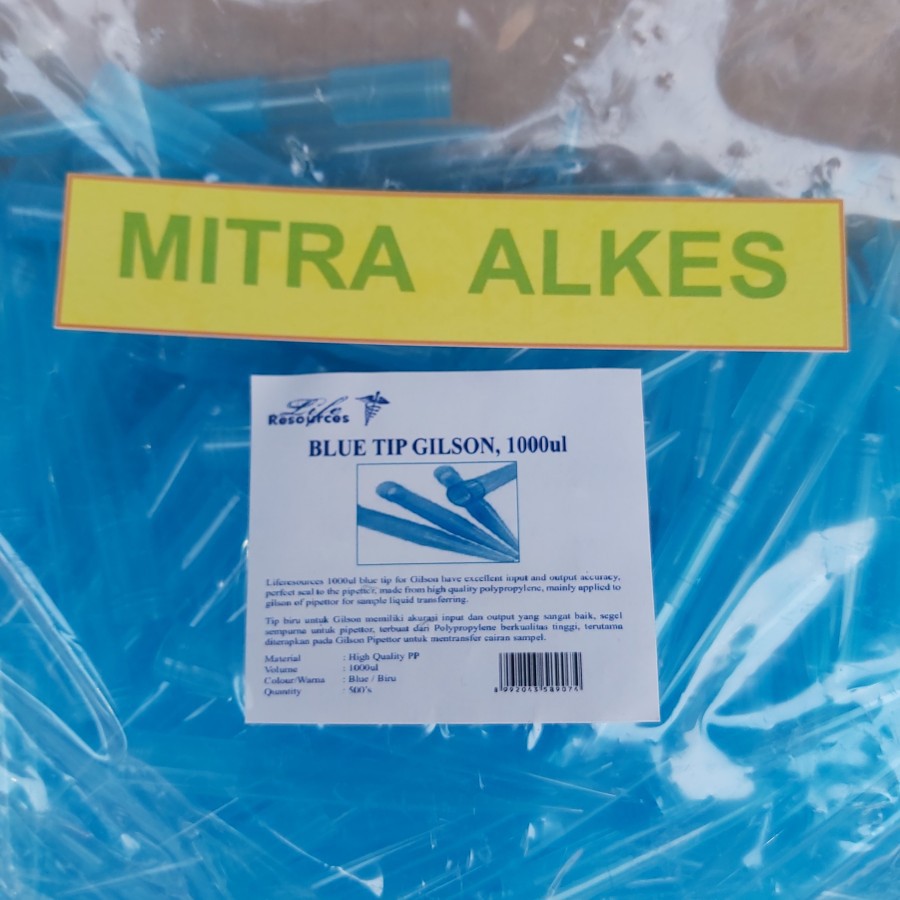 MITRA ALKES
Life
Resources
BLUE TIP GILSON, 1000ul
Liferesources 1000ul blue tip for Gilson have excellent input and output accuracy,
perfect seal to the pipettor, made from high quality polypropylene, mainly applied to
gilson of pipettor for sample liquid transferring.
Tip biru untuk Gilson memiliki akurasi input dan output yang sangat baik, segel
sempurna untuk pipettor, terbuat dari Polypropylene berkualitas tinggi, terutama
diterapkan pada Gilson Pipettor untuk mentransfer cairan sampel.
Material : High Quality PP
Volume : 1000ul
Colour/Warna : Blue / Biru
Quantity : 500's
8 992013 589074